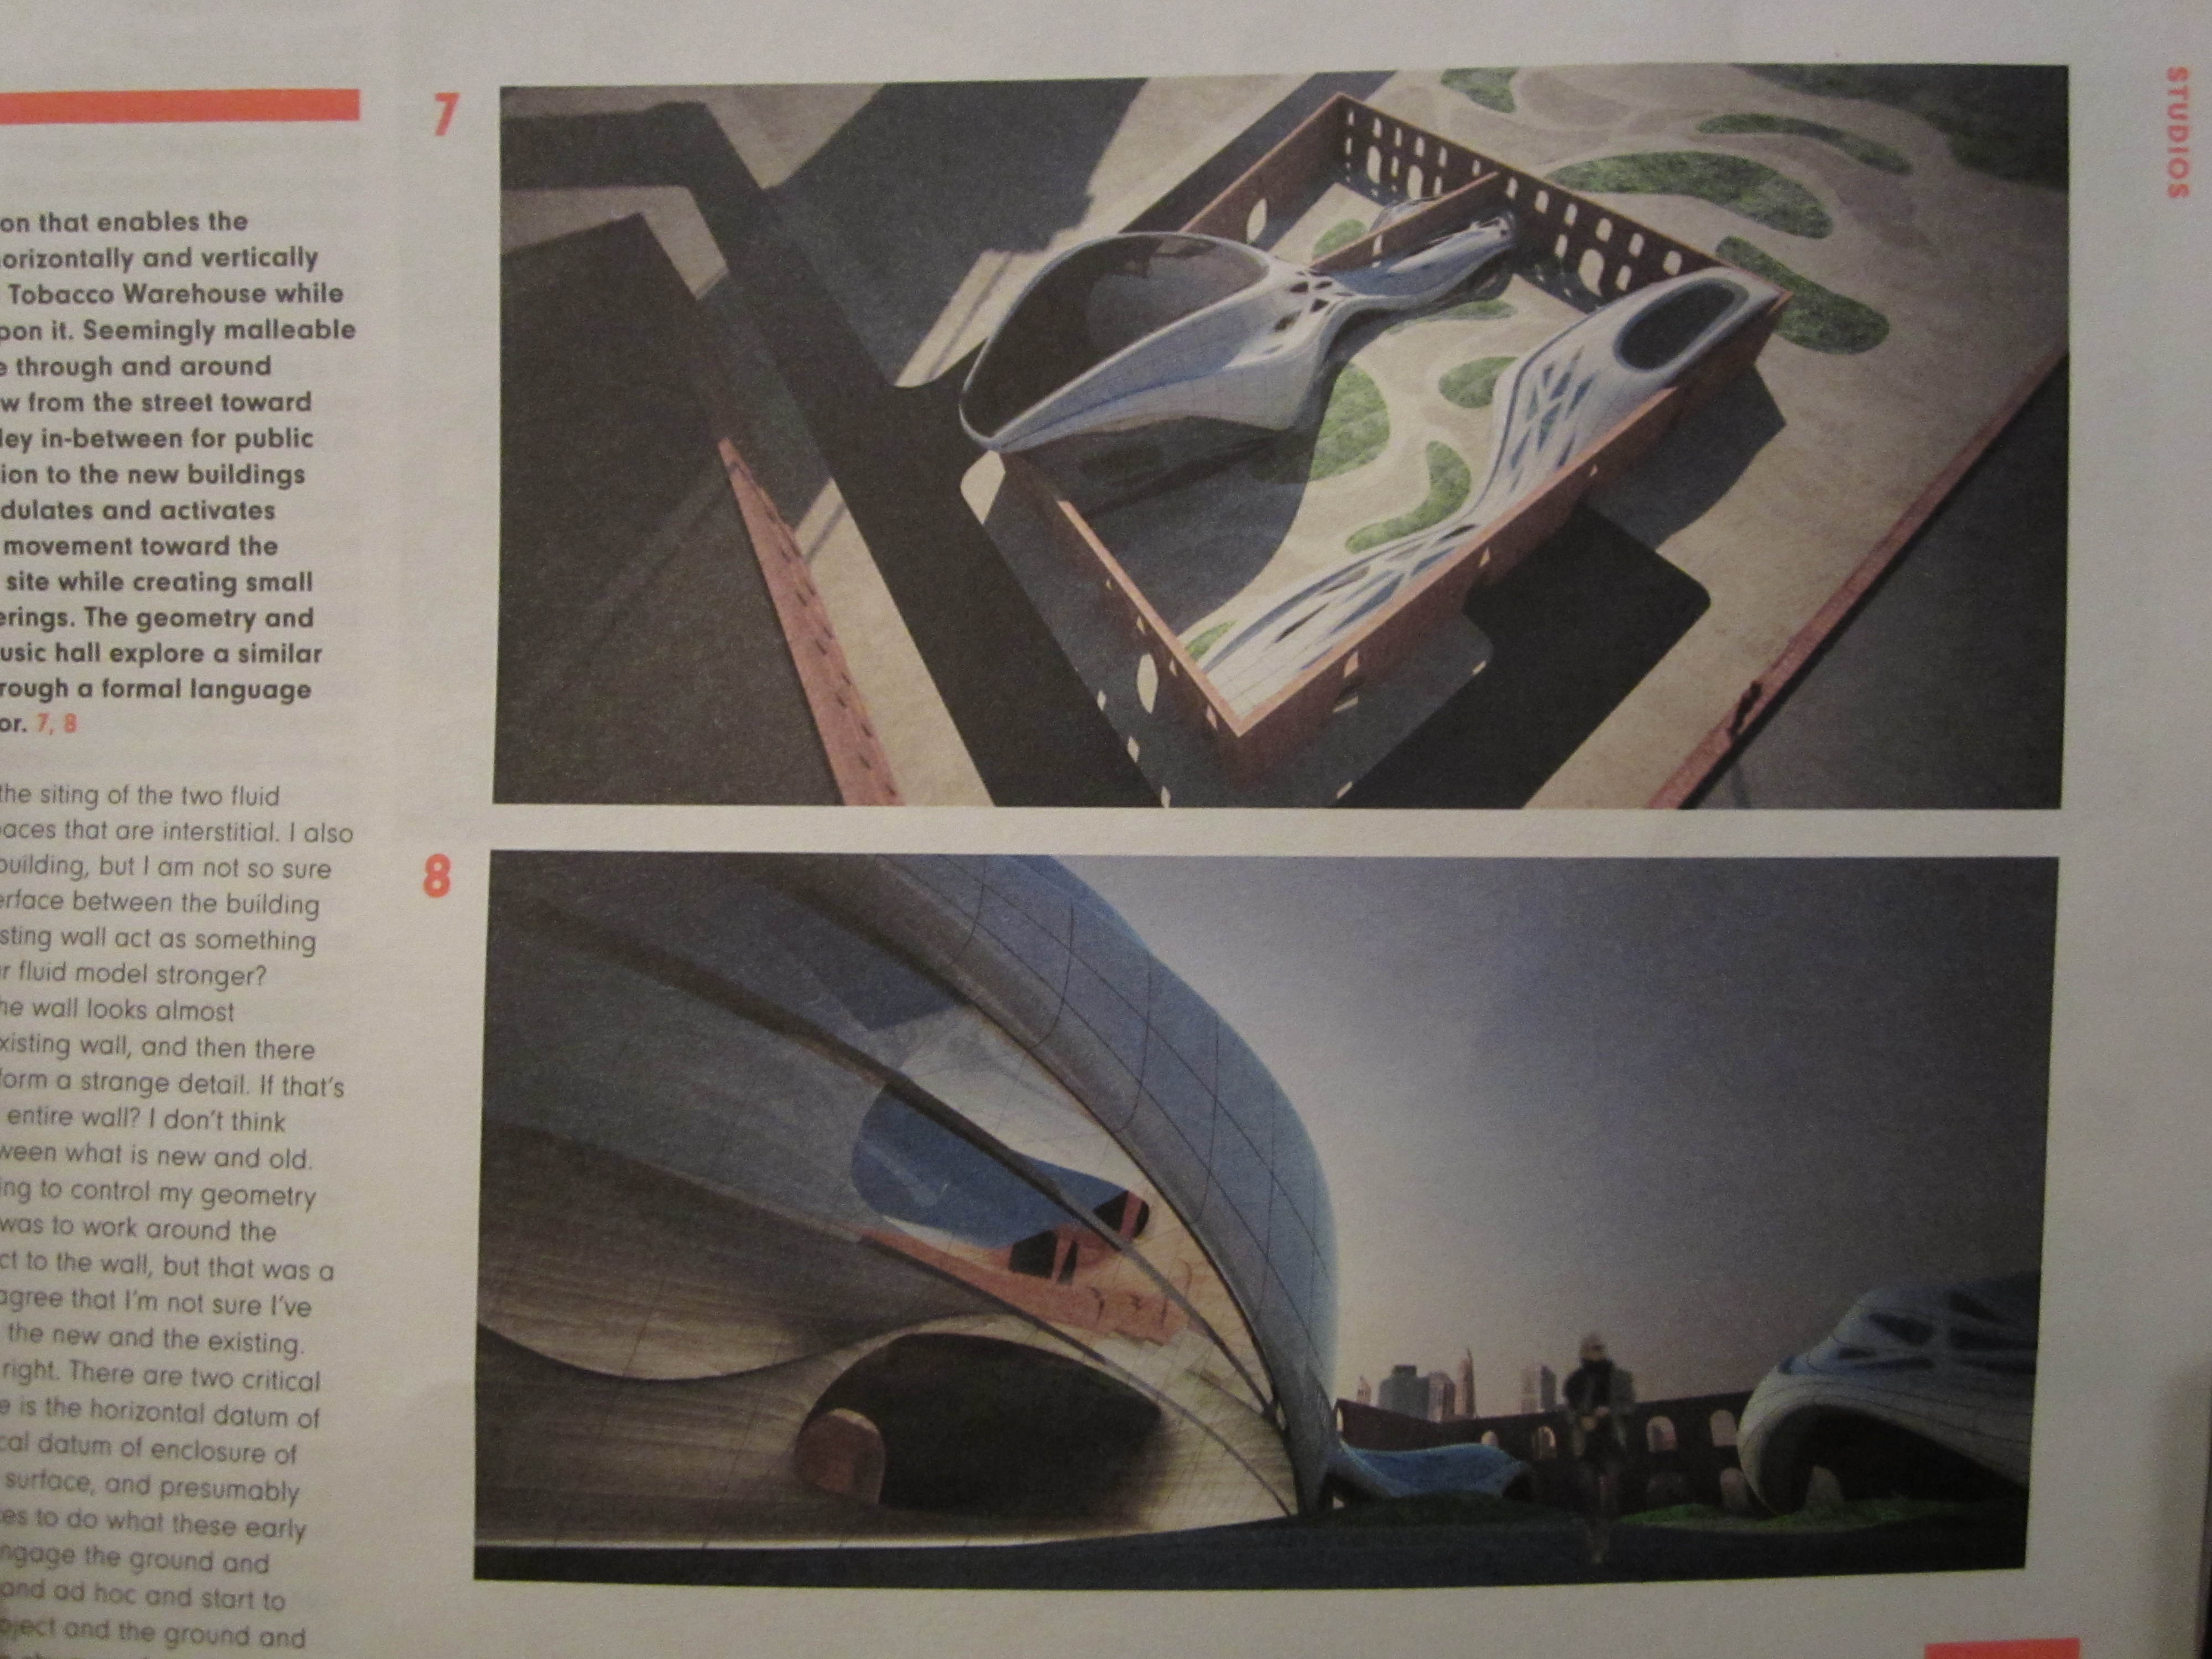 on that enables the
orizontally and vertically
Tobacco Warehouse while
pon it. Seemingly malleable
through and around
w from the street toward
ley in-between for public
ion to the new buildings
dulates and activates
movement toward the
site while creating small
erings. The geometry and
usic hall explore a similar
rough a formal language
or. 7, 8
the siting of the two fluid
paces that are interstitial. I also
building, but I am not so sure
erface between the building
sting wall act as something
ir fluid model stronger?
he wall looks almost
xisting wall, and then there
form a strange detail. If that's
entire wall? I don't think
ween what is new and old.
ng to control my geometry
was to work around the
ct to the wall, but that was a
agree that I'm not sure I've
the new and the existing.
right. There are two critical
e is the horizontal datum of
cal datum of enclosure of
surface, and presumably
es to do what these early
ngage the ground and
and ad hoc and start to
oject and the ground and
7
8
STUDIOS